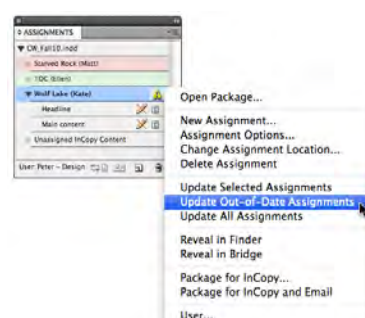 ASSIGNMENTS
CW_Fall10.indd
Starved Rock (Matt)
TOC (Ellen)
Wolf Lake (Kate)
Headline
Main content
Unassigned InCopy Content
User: Peter - Design
Open Package...
New Assignment...
Assignment Options...
Change Assignment Location...
Delete Assignment
Update Selected Assignments
Update Out-of-Date Assignments
Update All Assignments
Reveal in Finder
Reveal in Bridge
Package for InCopy...
Package for InCopy and Email
User...